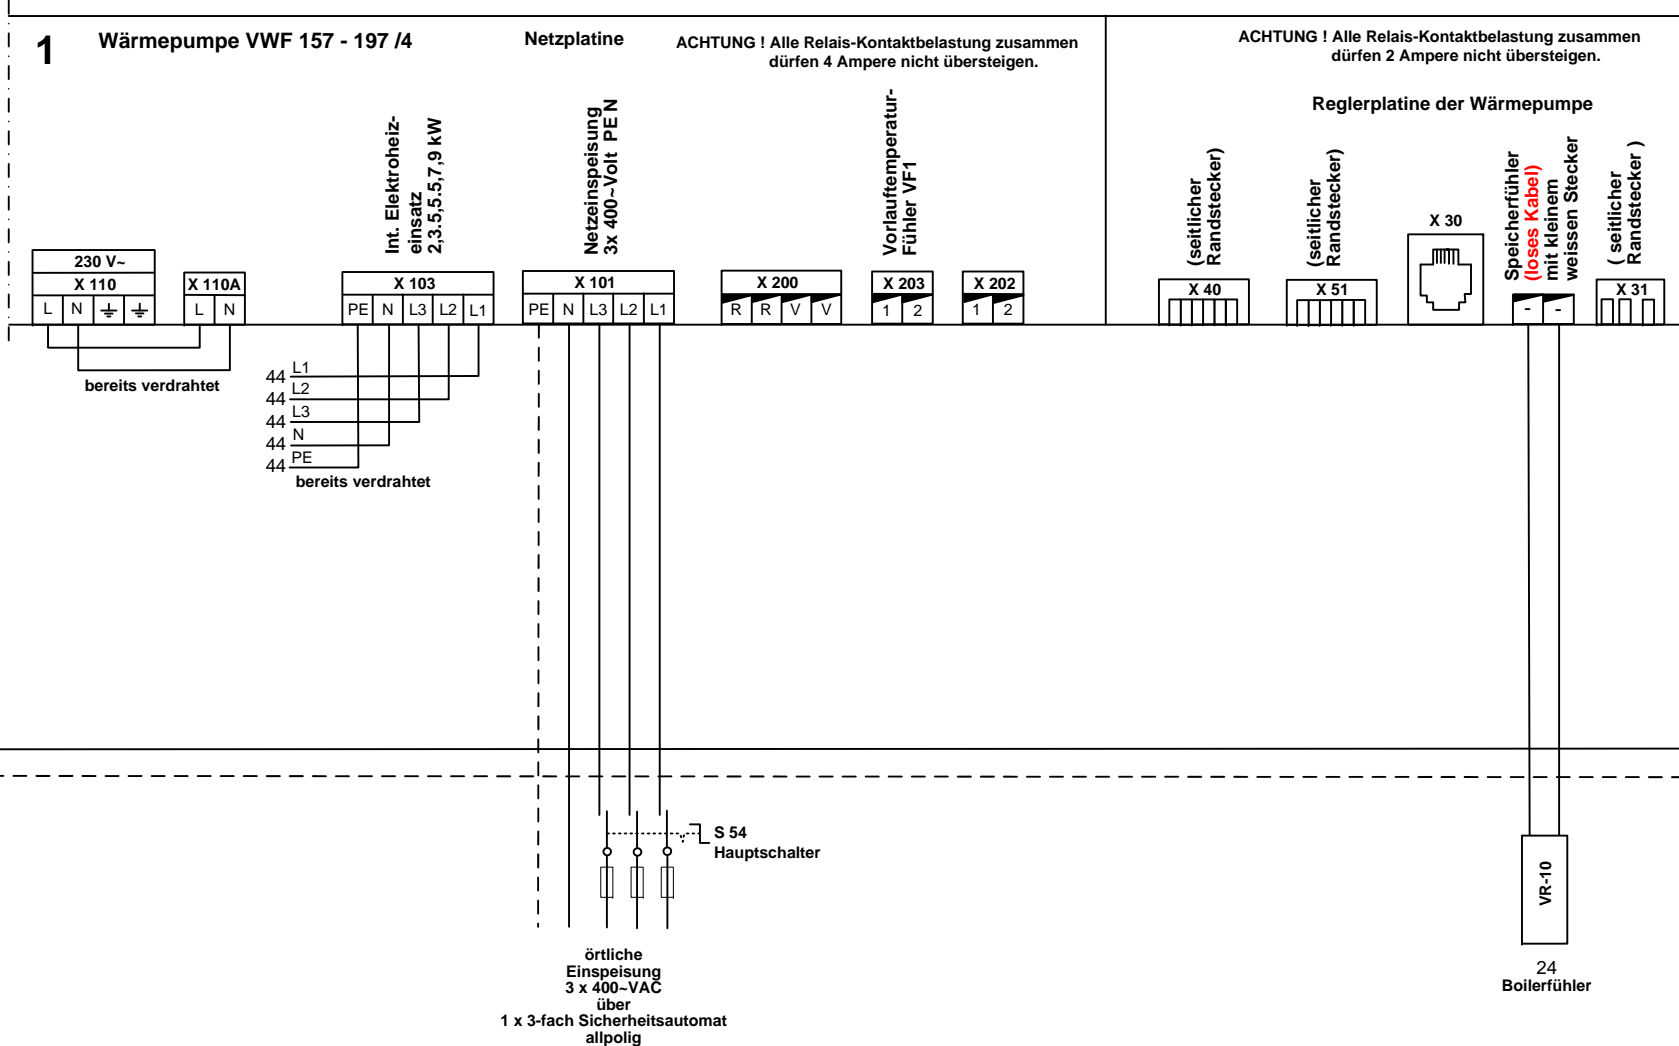 1
Wärmepumpe VWF 157 - 197 /4
Netzplatine
ACHTUNG ! Alle Relais-Kontaktbelastung zusammen
dürfen 4 Ampere nicht übersteigen.
ACHTUNG ! Alle Relais-Kontaktbelastung zusammen
dürfen 2 Ampere nicht übersteigen.
Reglerplatine der Wärmepumpe
Int. Elektroheiz-
einsatz
2,3.5,5.5,7,9 kW
Netzeinspeisung
3x 400~Volt PE N
Vorlauftemperatur-
Fühler VF1
(seitlicher
Randstecker)
(seitlicher
Randstecker)
X 30
Speicherfühler
(loses Kabel)
mit kleinem
weissen Stecker
( seitlicher
Randstecker )
230 V~
X 110
L N
X 110A
L N
X 103
PE N L3 L2 L1
X 101
PE N L3 L2 L1
X 200
R R V V
X 203
1 2
X 202
1 2
X 40
X 51
- -
X 31
bereits verdrahtet
44 L1
44 L2
44 L3
44 N
44 PE
bereits verdrahtet
S 54
Hauptschalter
örtliche
Einspeisung
3 x 400~VAC
über
1 x 3-fach Sicherheitsautomat
allpolig
VR-10
24
Boilerfühler